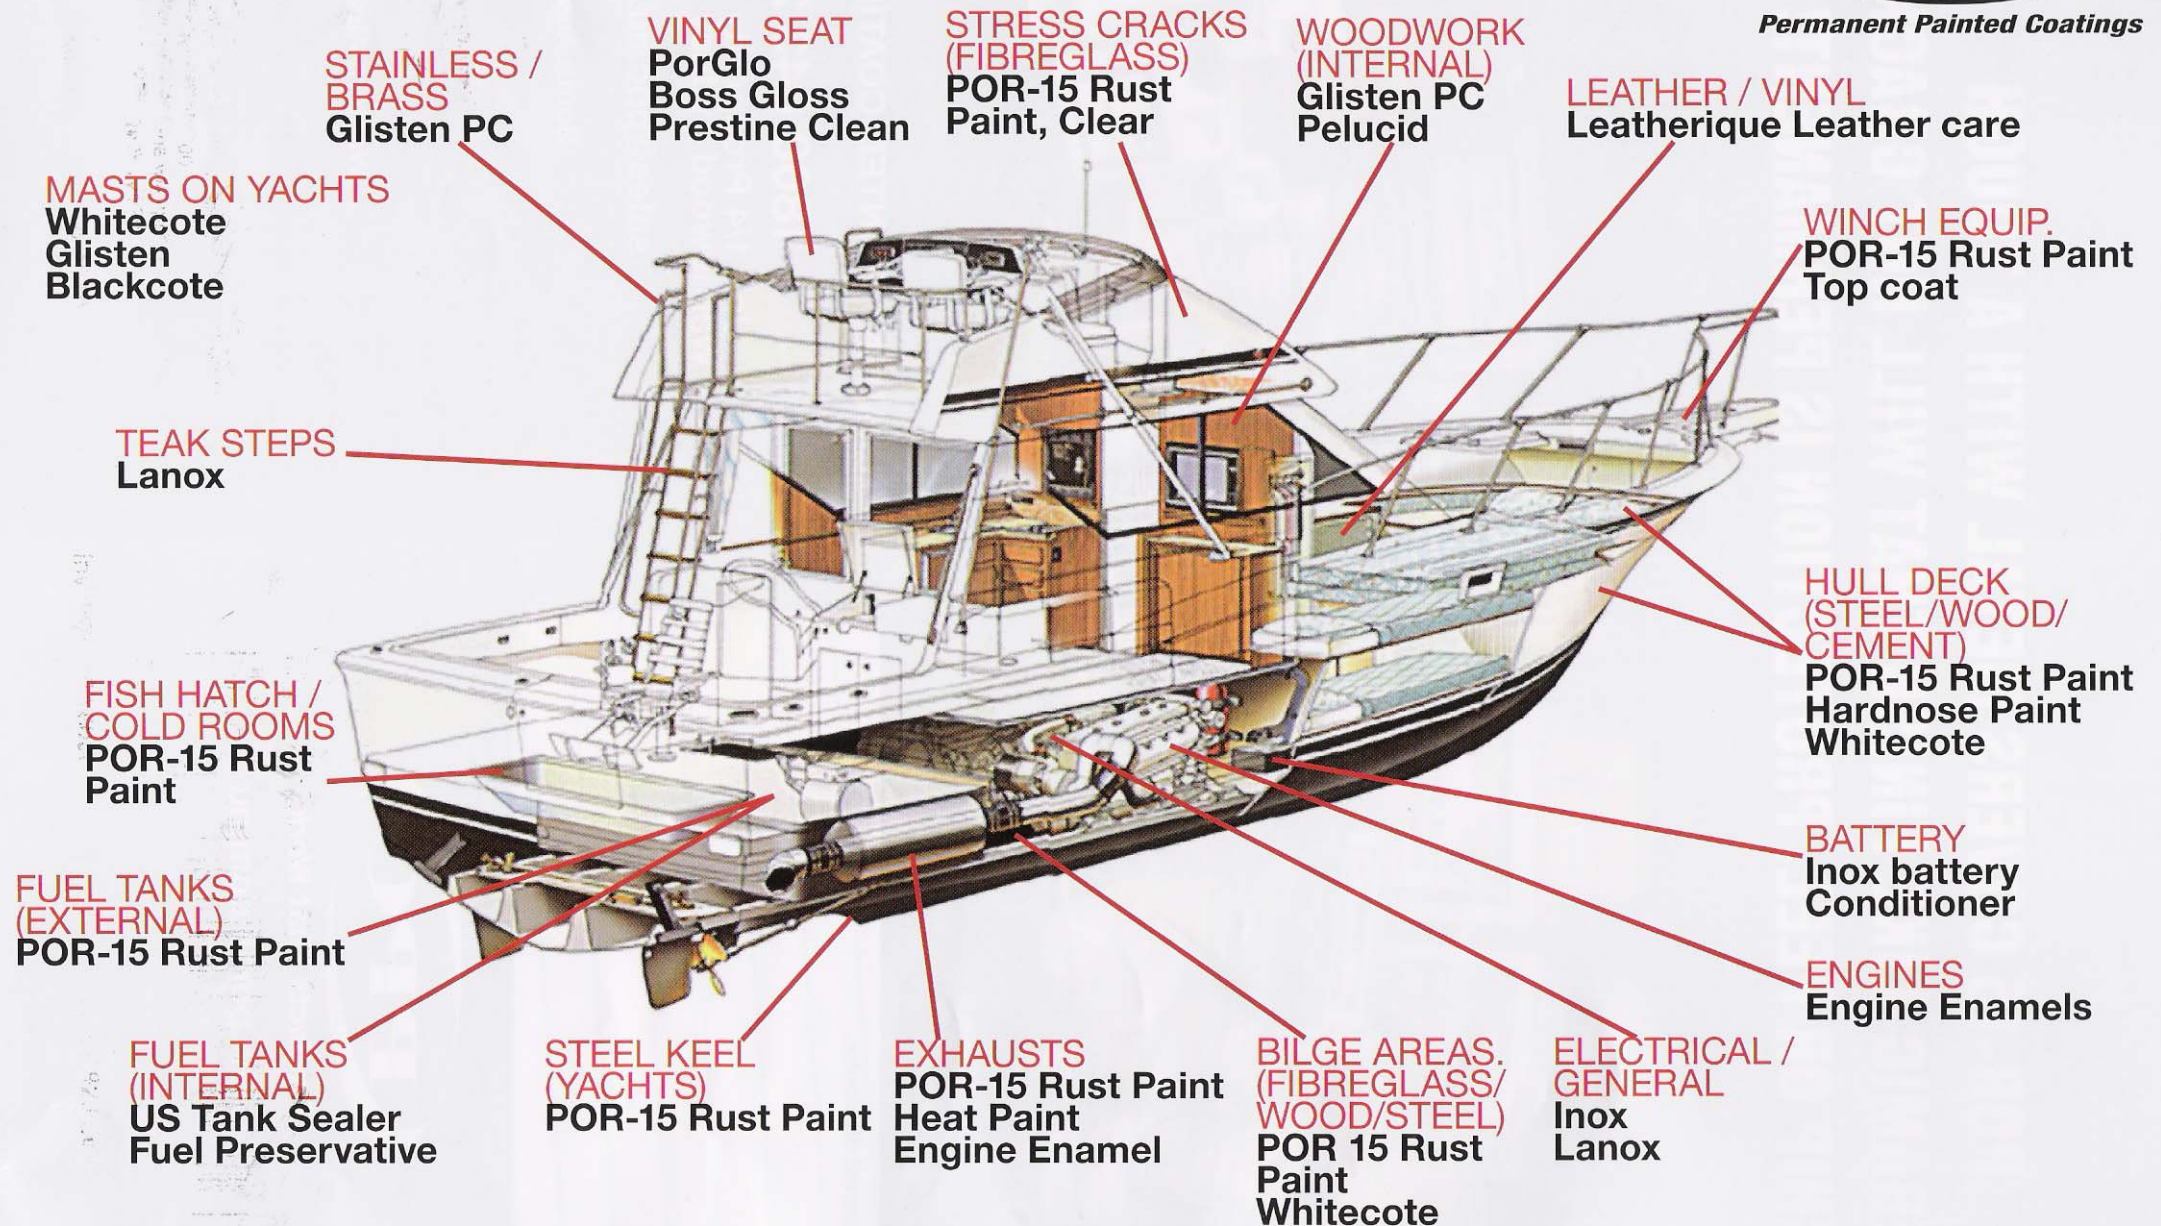 Permanent Painted Coatings
STAINLESS /
BRASS
Glisten PC
VINYL SEAT
PorGlo
Boss Gloss
Prestine Clean
STRESS CRACKS
(FIBREGLASS)
POR-15 Rust
Paint, Clear
WOODWORK
(INTERNAL)
Glisten PC
Pelucid
LEATHER / VINYL
Leatherique Leather care
MASTS ON YACHTS
Whitecote
Glisten
Blackcote
WINCH EQUIP.
POR-15 Rust Paint
Top coat
TEAK STEPS
Lanox
HULL DECK
(STEEL/WOOD/
CEMENT)
POR-15 Rust Paint
Hardnose Paint
Whitecote
FISH HATCH /
COLD ROOMS
POR-15 Rust
Paint
BATTERY
Inox battery
Conditioner
FUEL TANKS
(EXTERNAL)
POR-15 Rust Paint
ENGINES
Engine Enamels
FUEL TANKS
(INTERNAL)
US Tank Sealer
Fuel Preservative
STEEL KEEL
(YACHTS)
POR-15 Rust Paint
EXHAUSTS
POR-15 Rust Paint
Heat Paint
Engine Enamel
BILGE AREAS.
(FIBREGLASS/
WOOD/STEEL)
POR 15 Rust
Paint
Whitecote
ELECTRICAL /
GENERAL
Inox
Lanox